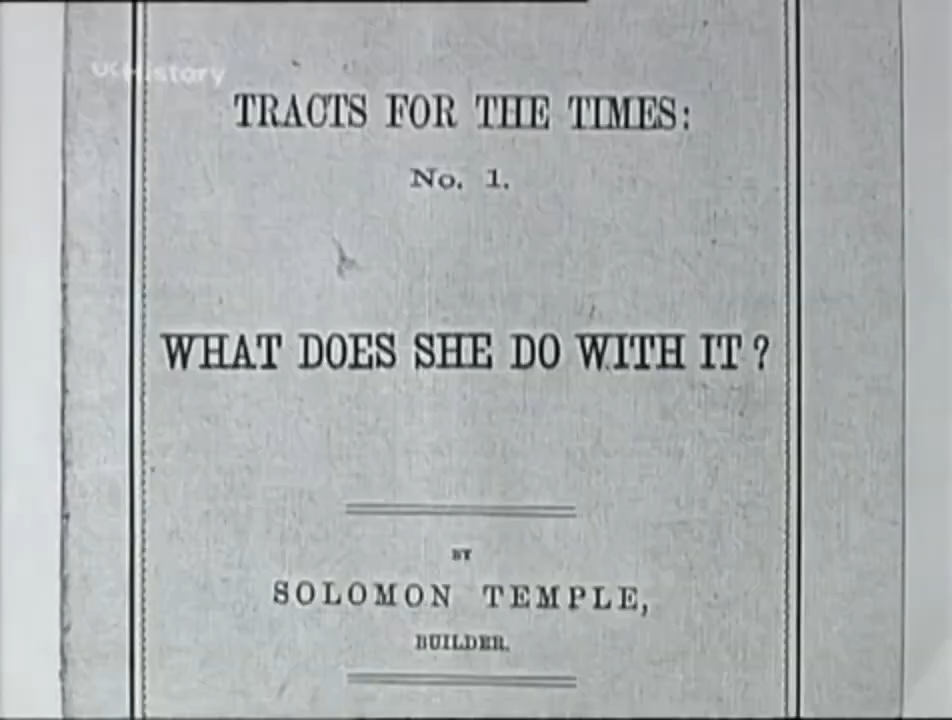 UKHistory
TRACTS FOR THE TIMES:
No. 1.
WHAT DOES SHE DO WITH IT?
BY
SOLOMON TEMPLE,
BUILDER.